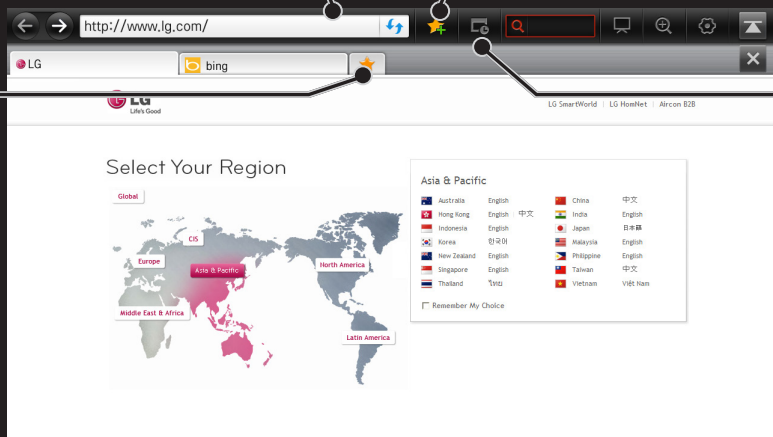 http://www.lg.com/
LG
bing
LG
Life's Good
LG SmartWorld | LG HomNet | Aircon B2B
Select Your Region
Global
CIS
Europe
Asia & Pacific
North America
Middle East & Africa
Latin America
Asia & Pacific
Australia English China 中文
Hong Kong English | 中文 India English
Indonesia English Japan 日本語
Korea 한국어 Malaysia English
New Zealand English Philippine English
Singapore English Taiwan 中文
Thailand ไทย Vietnam Việt Nam
Remember My Choice